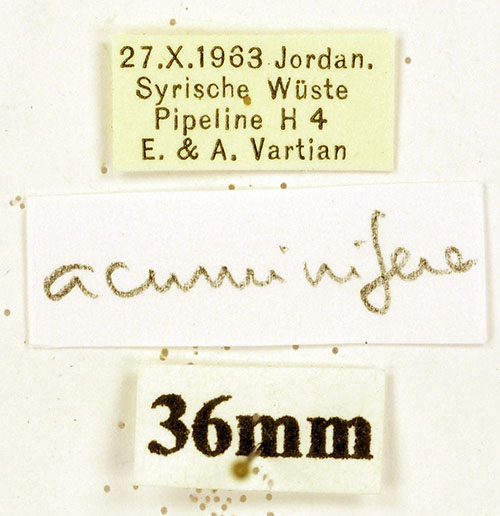 27.X.1963 Jordan.
Syrische Wüste
Pipeline H 4
E. & A. Vartian
acuminifera
36mm